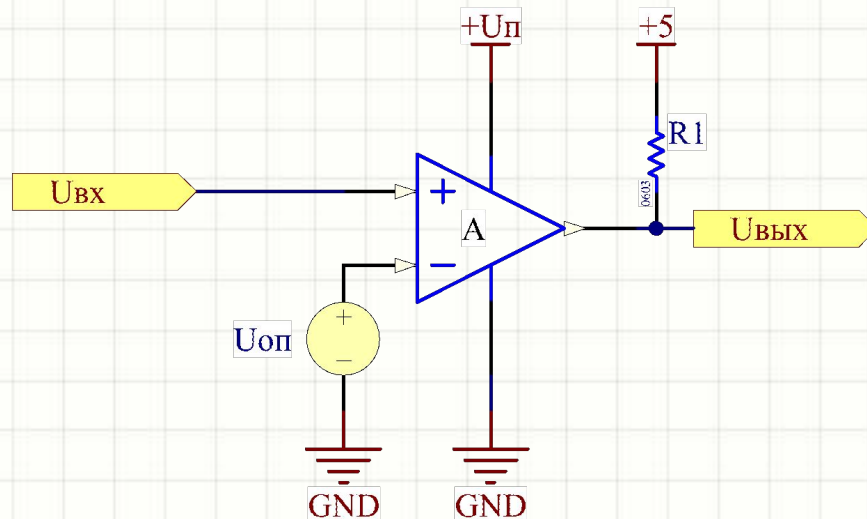 +Uп
+5
R1
0603
Uвх
+
A
−
Uвых
Uоп
+
−
GND
GND